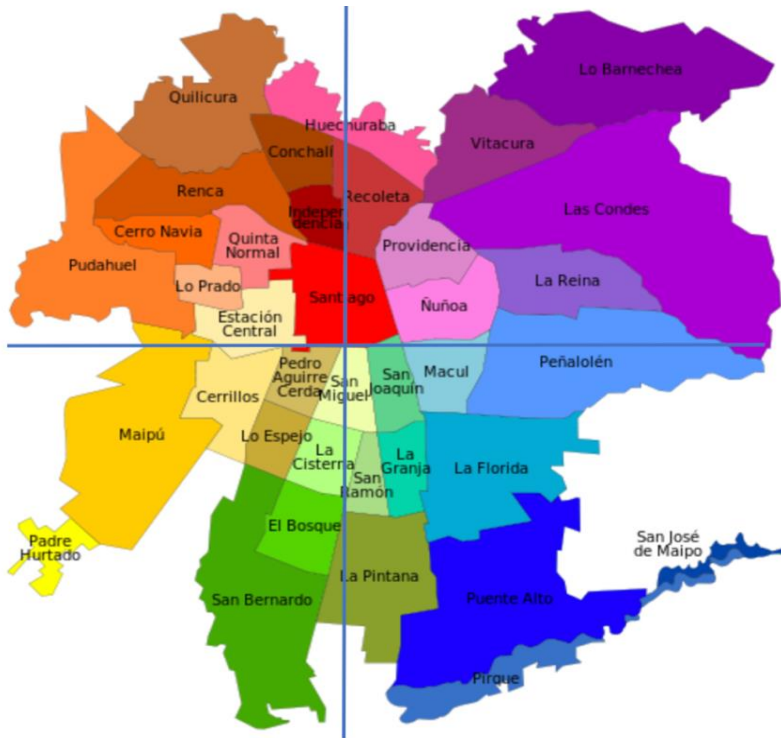 Lo Barnechea
Quilicura
Huechuraba
Vitacura
Conchalí
Renca
Recoleta
Indepen
dencia
Las Condes
Cerro Navia
Quinta
Normal
Providencia
Pudahuel
Lo Prado
La Reina
Santiago
Ñuñoa
Estación
Central
Pedro
Aguirre
Cerda
San
Miguel
San
Joaquín
Macul
Peñalolén
Cerrillos
Maipú
Lo Espejo
La
Cisterna
La
Granja
La Florida
San
Ramón
El Bosque
Padre
Hurtado
San José
de Maipo
La Pintana
San Bernardo
Puente Alto
Pirque